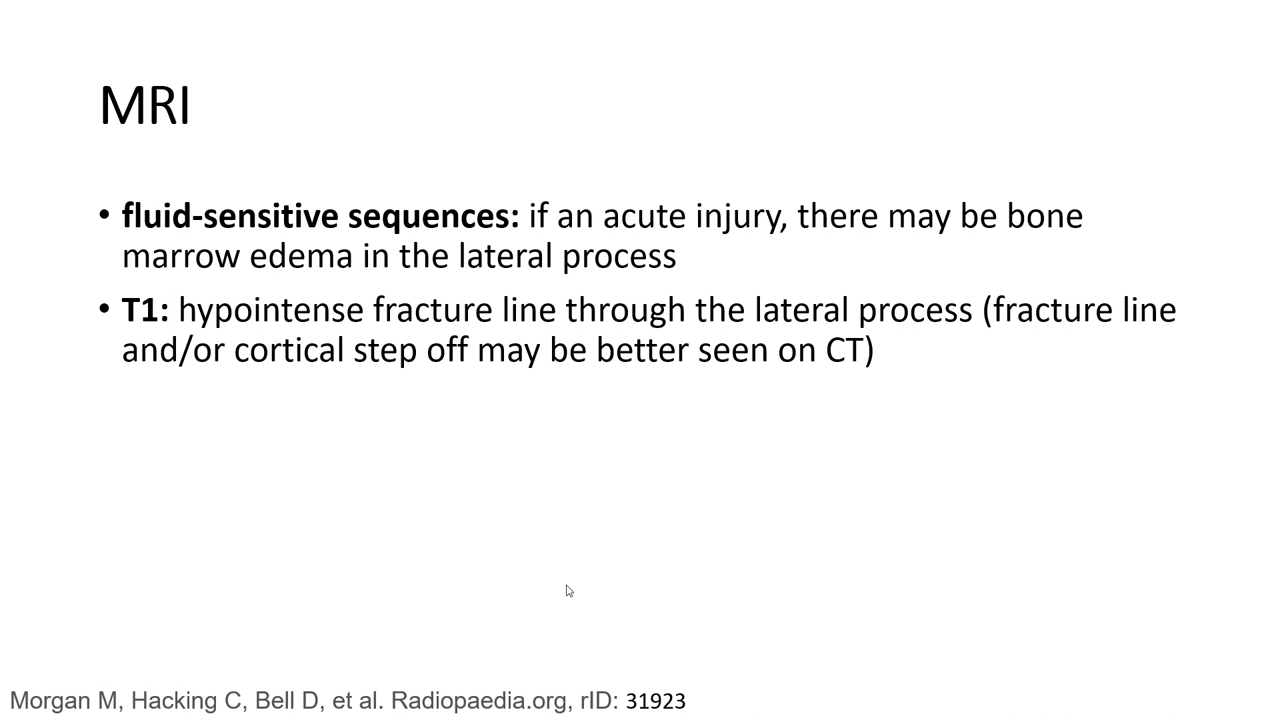 MRI
• fluid-sensitive sequences: if an acute injury, there may be bone
marrow edema in the lateral process
• T1: hypointense fracture line through the lateral process (fracture line
and/or cortical step off may be better seen on CT)
Morgan M, Hacking C, Bell D, et al. Radiopaedia.org, rID: 31923